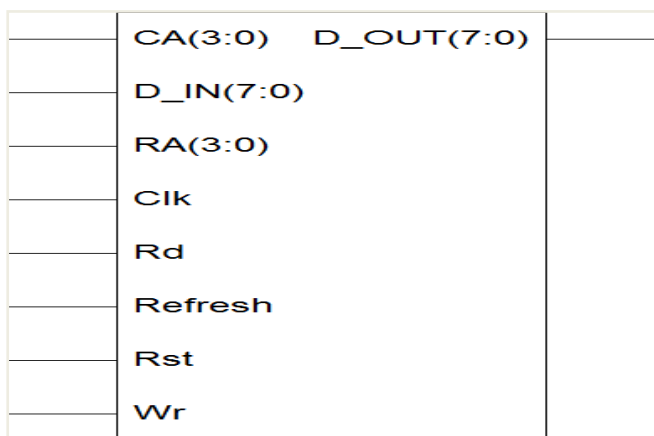 CA(3:0) D_OUT(7:0)
D_IN(7:0)
RA(3:0)
Clk
Rd
Refresh
Rst
Wr